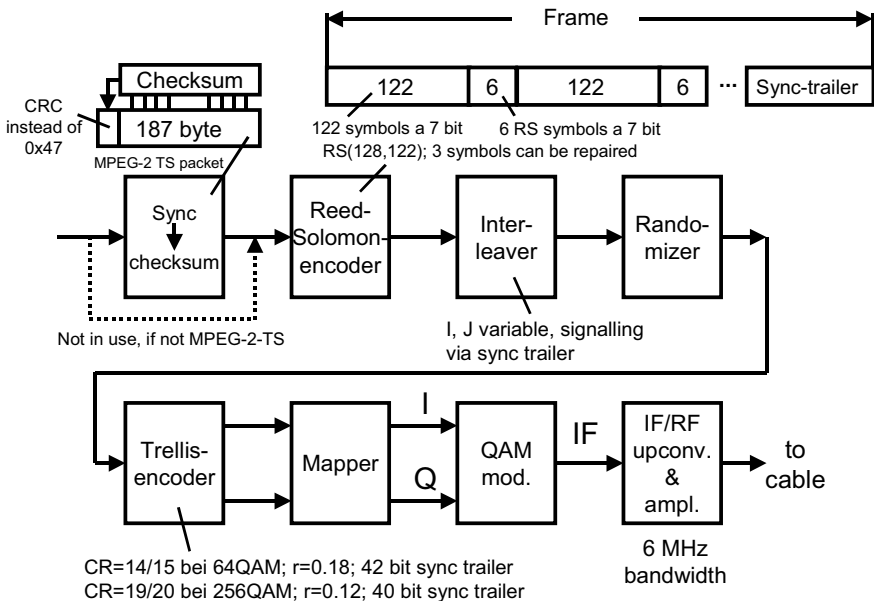 Frame
Checksum
CRC
instead of
0x47
187 byte
MPEG-2 TS packet
122
6
122
6
...
Sync-trailer
122 symbols a 7 bit
6 RS symbols a 7 bit
RS(128,122); 3 symbols can be repaired
Sync
checksum
Reed-
Solomon-
encoder
Inter-
leaver
Rando-
mizer
Not in use, if not MPEG-2-TS
I, J variable, signalling
via sync trailer
Trellis-
encoder
Mapper
I
Q
QAM
mod.
IF
IF/RF
upconv.
&
ampl.
to
cable
6 MHz
bandwidth
CR=14/15 bei 64QAM; r=0.18; 42 bit sync trailer
CR=19/20 bei 256QAM; r=0.12; 40 bit sync trailer